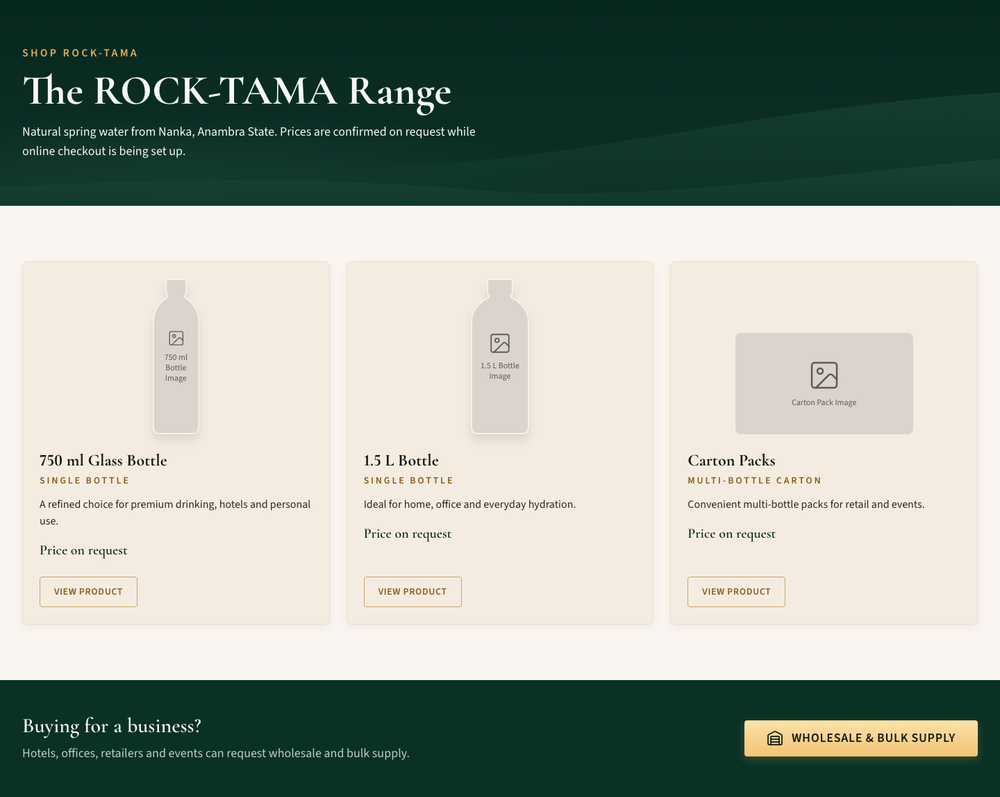 SHOP ROCK-TAMA
The ROCK-TAMA Range
Natural spring water from Nanka, Anambra State. Prices are confirmed on request while
online checkout is being set up.
750 ml
Bottle
Image
750 ml Glass Bottle
SINGLE BOTTLE
A refined choice for premium drinking, hotels and personal
use.
Price on request
VIEW PRODUCT
1.5 L Bottle
Image
1.5 L Bottle
SINGLE BOTTLE
Ideal for home, office and everyday hydration.
Price on request
VIEW PRODUCT
Carton Pack Image
Carton Packs
MULTI-BOTTLE CARTON
Convenient multi-bottle packs for retail and events.
Price on request
VIEW PRODUCT
Buying for a business?
Hotels, offices, retailers and events can request wholesale and bulk supply.
WHOLESALE & BULK SUPPLY